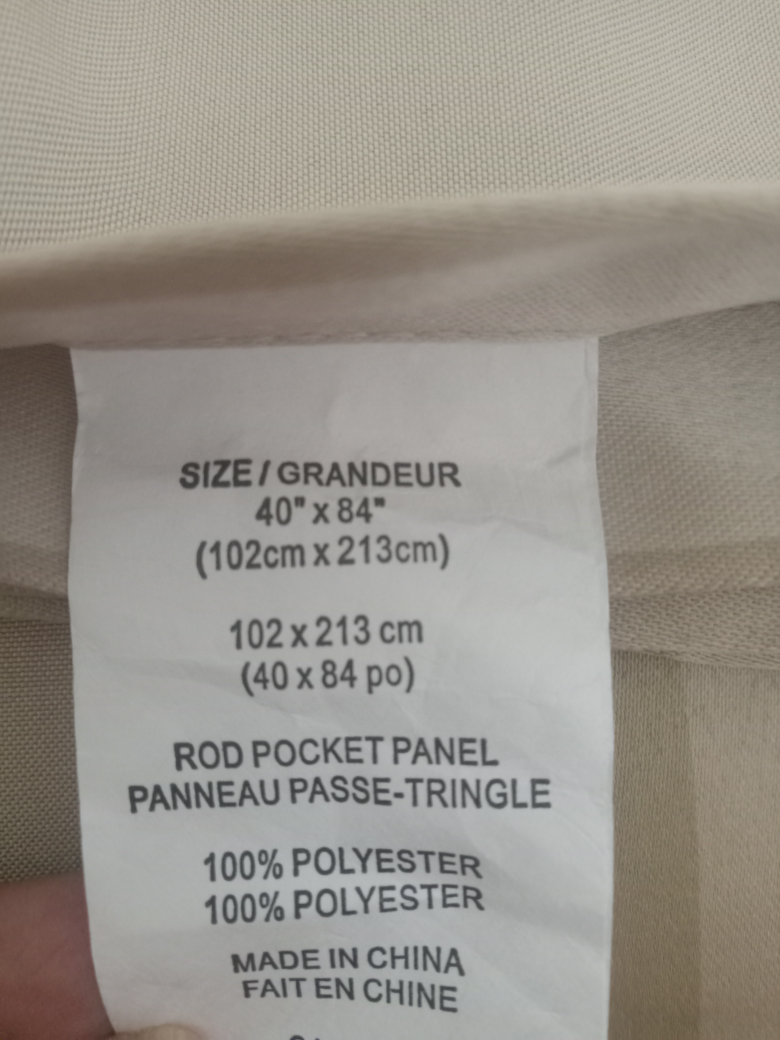 SIZE / GRANDEUR
40" x 84"
(102cm x 213cm)
102 x 213 cm
(40 x 84 po)
ROD POCKET PANEL
PANNEAU PASSE-TRINGLE
100% POLYESTER
100% POLYESTER
MADE IN CHINA
FAIT EN CHINE